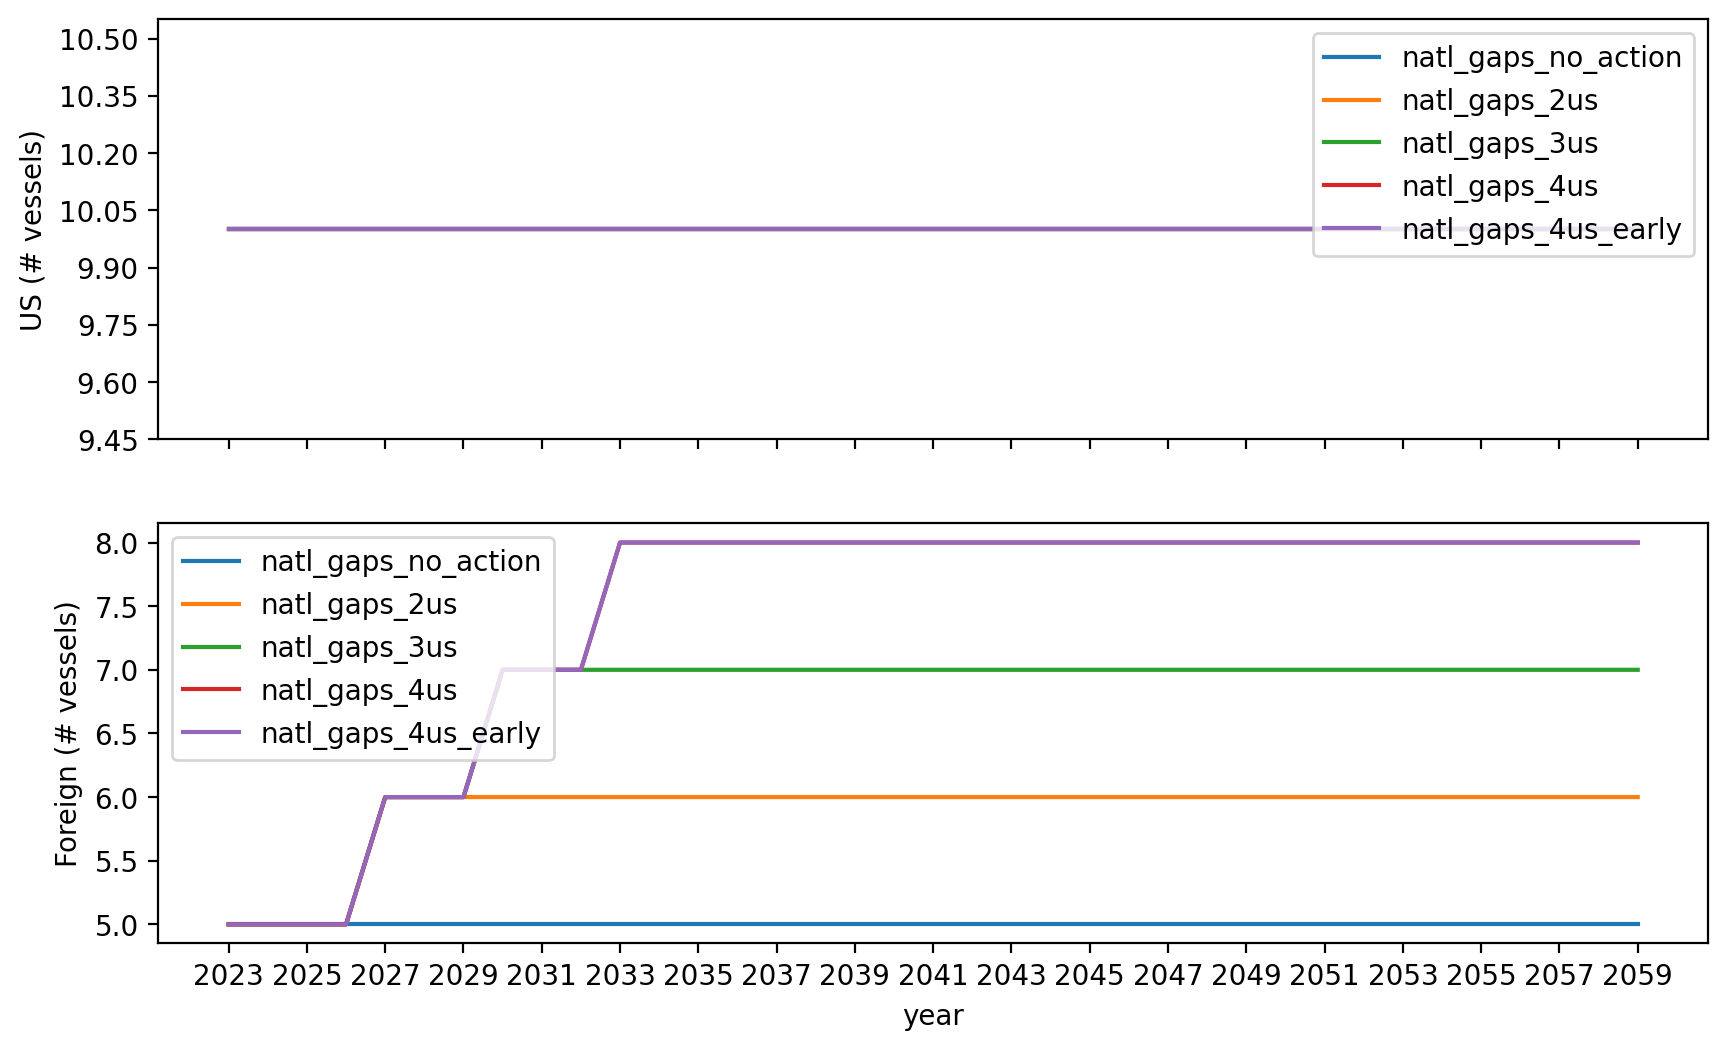 10.50
10.35
10.20
10.05
9.90
9.75
9.60
9.45
US (# vessels)
natl_gaps_no_action
natl_gaps_2us
natl_gaps_3us
natl_gaps_4us
natl_gaps_4us_early
8.0
7.5
7.0
6.5
6.0
5.5
5.0
Foreign (# vessels)
natl_gaps_no_action
natl_gaps_2us
natl_gaps_3us
natl_gaps_4us
natl_gaps_4us_early
2023 2025 2027 2029 2031 2033 2035 2037 2039 2041 2043 2045 2047 2049 2051 2053 2055 2057 2059
year